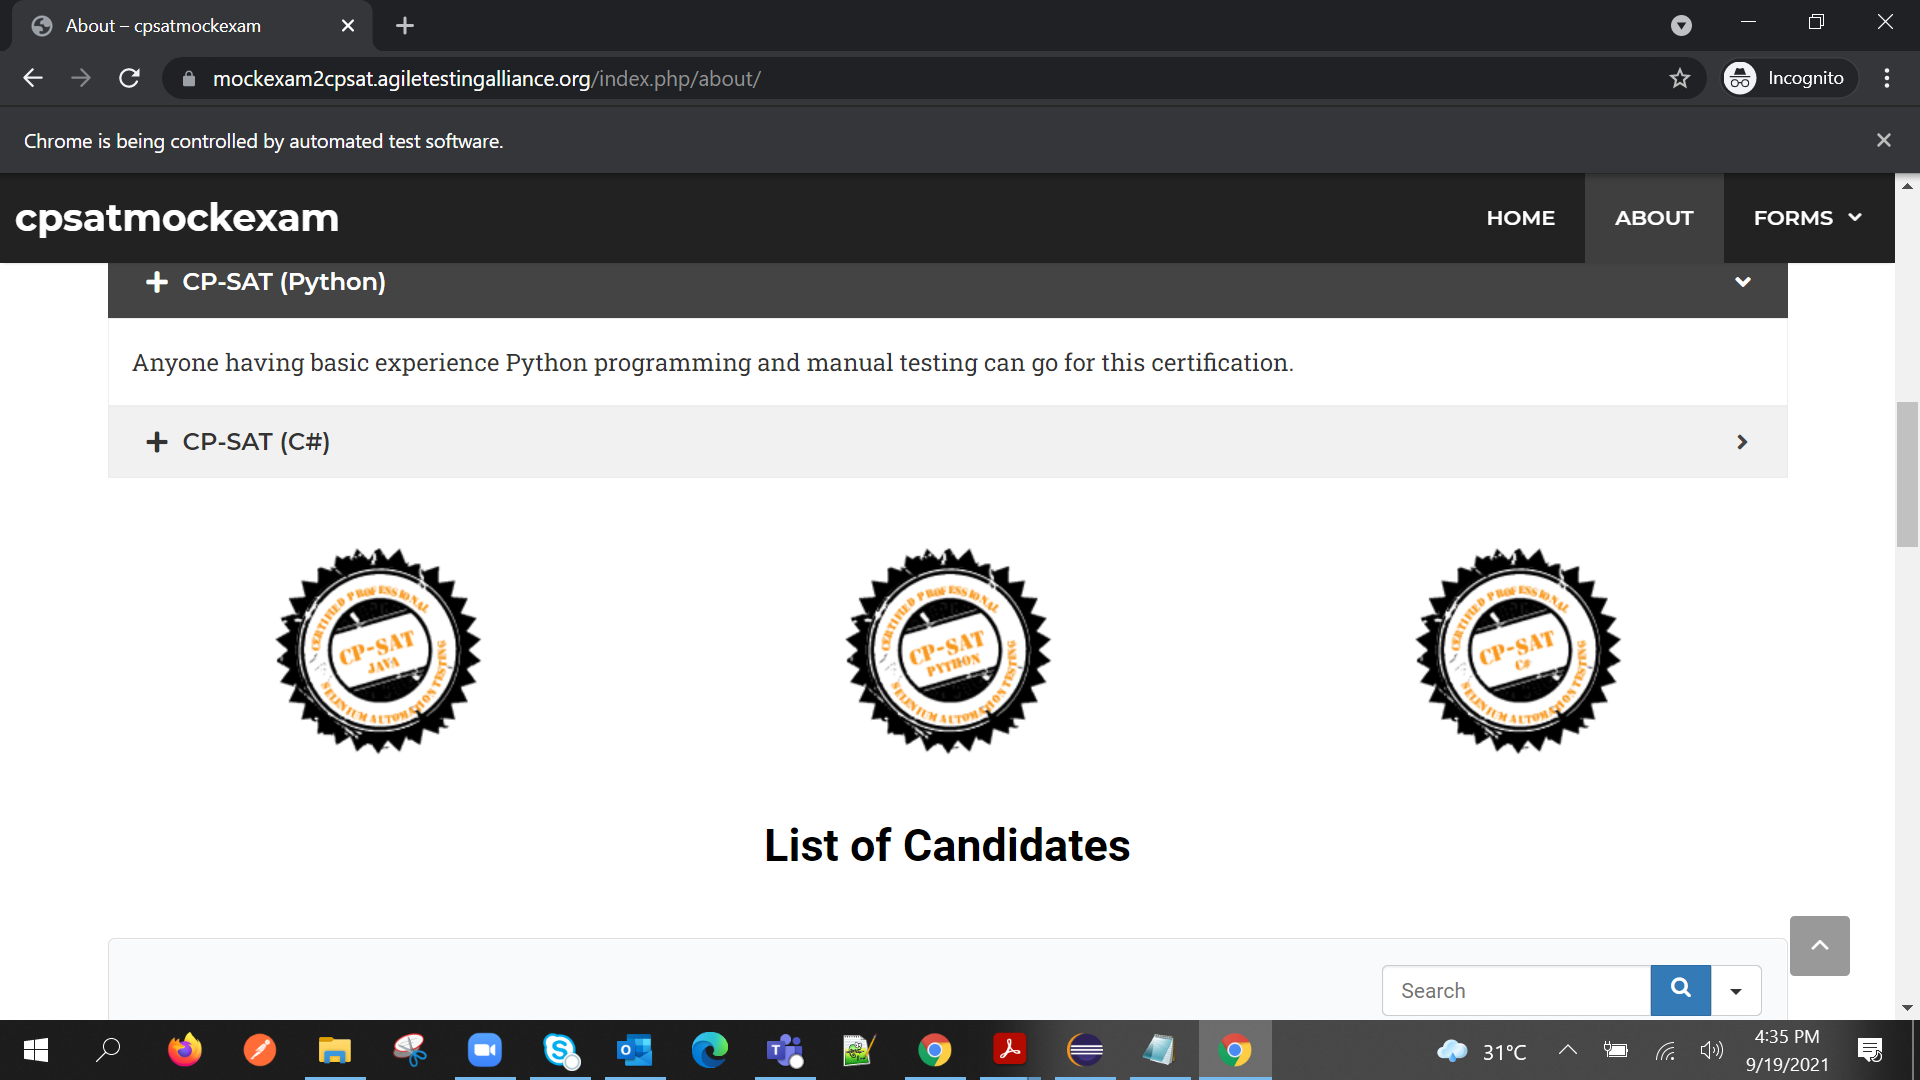 About – cpsatmockexam
mockexam2cpsat.agiletestingalliance.org/index.php/about/
Incognito
Chrome is being controlled by automated test software.
cpsatmockexam
HOME
ABOUT
FORMS
CP-SAT (Python)
Anyone having basic experience Python programming and manual testing can go for this certification.
CP-SAT (C#)
CERTIFIED PROFESSIONAL
CP-SAT
JAVA
SELENIUM AUTOMATION TESTING
CERTIFIED PROFESSIONAL
CP-SAT
PYTHON
SELENIUM AUTOMATION TESTING
CERTIFIED PROFESSIONAL
CP-SAT
C#
SELENIUM AUTOMATION TESTING
List of Candidates
Search
31°C
4:35 PM
9/19/2021